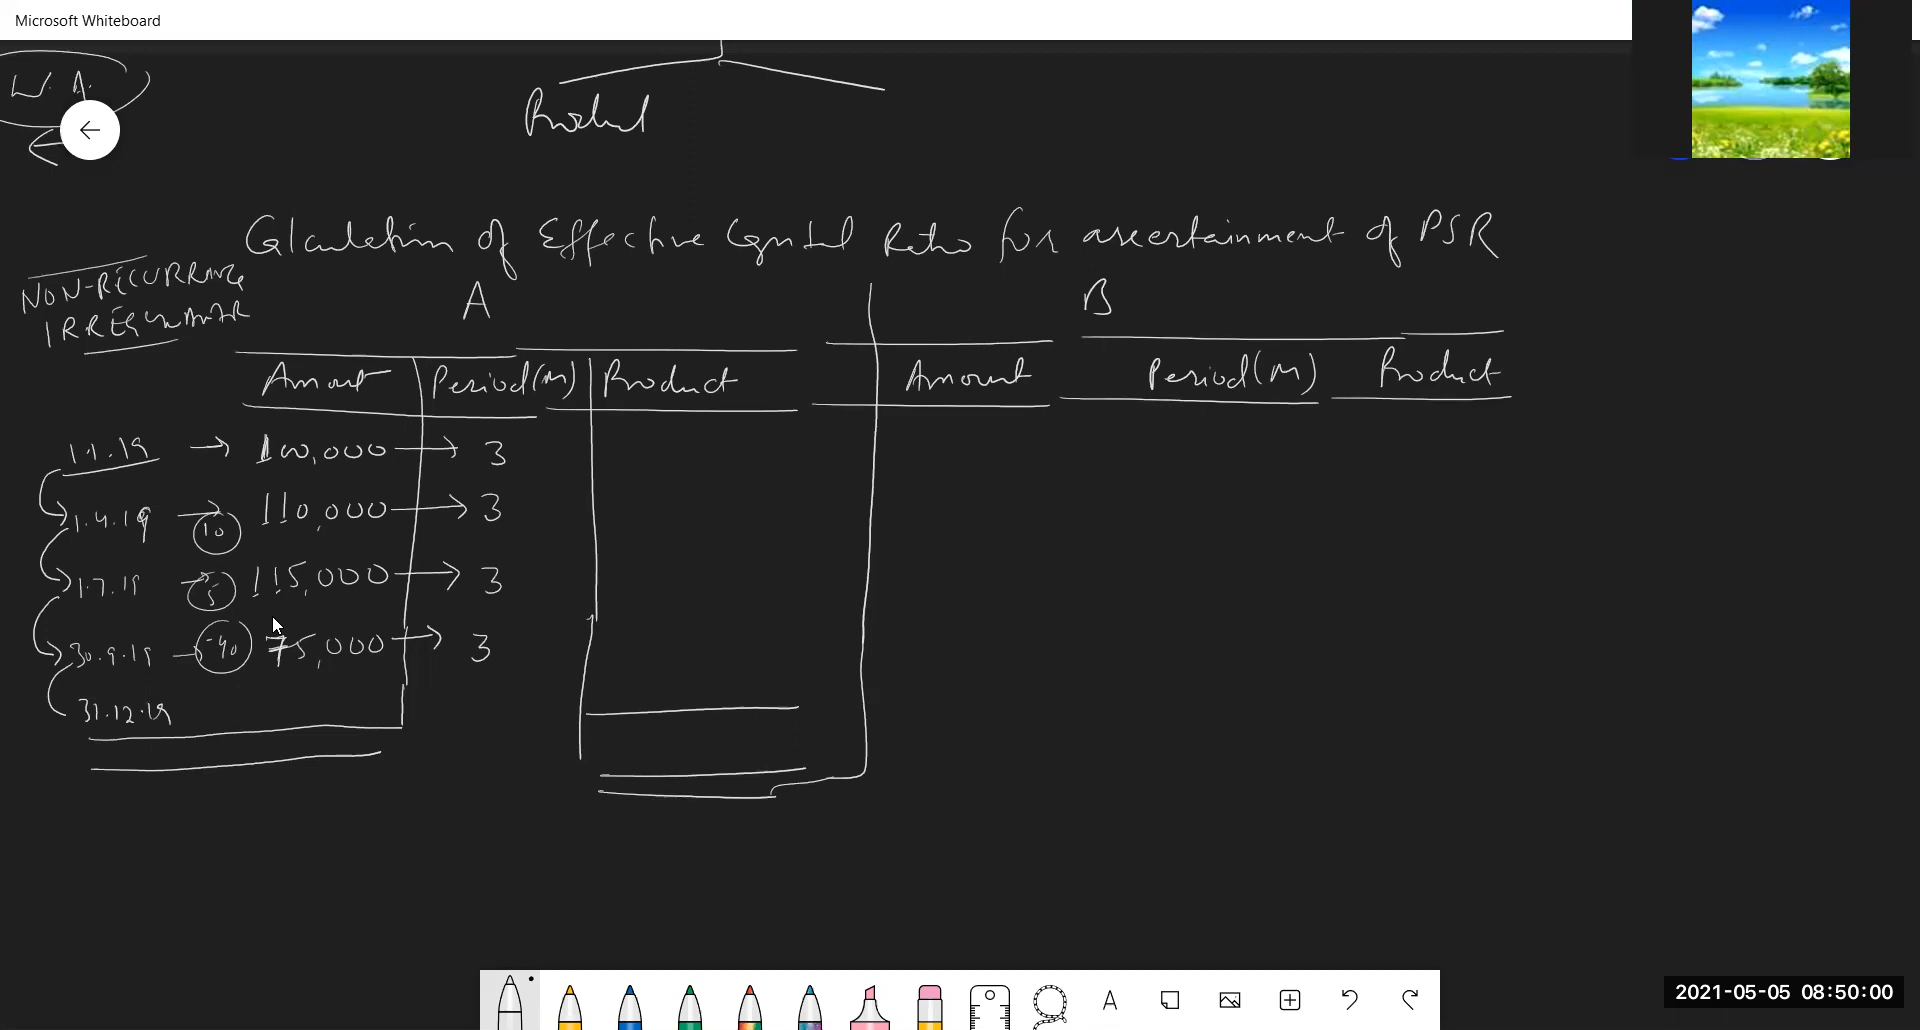 Microsoft Whiteboard
W.A.
Product
Calculation of Effective Capital Ratio for ascertainment of PSR
NON-RECURRING
IRREGULAR
A
B
Amount Period(M) Product Amount Period(M) Product
1.1.19 → 100,000 → 3
1.4.19 → 10 110,000 → 3
1.7.19 → 5 115,000 → 3
30.9.19 → -40 75,000 → 3
31.12.19
2021-05-05 08:50:00